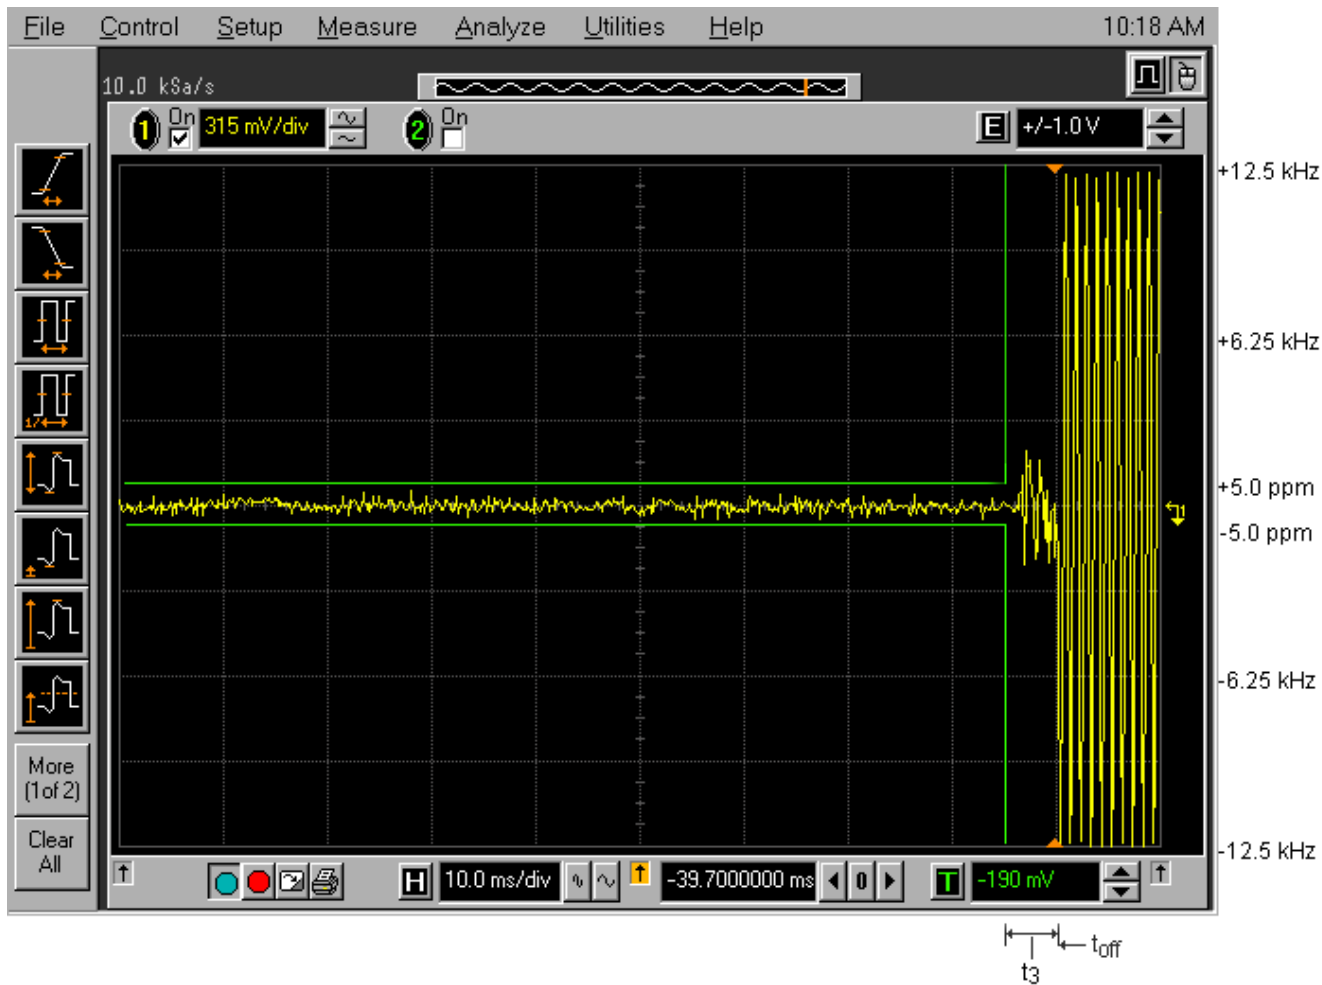 File Control Setup Measure Analyze Utilities Help 10:18 AM
10.0 kSa/s
1 On 315 mV/div 2 On E +/-1.0 V
+12.5 kHz
+6.25 kHz
+5.0 ppm
-5.0 ppm
-6.25 kHz
-12.5 kHz
1/
More
(1of 2)
Clear
All
H 10.0 ms/div -39.7000000 ms 0 T -190 mV
toff
t3